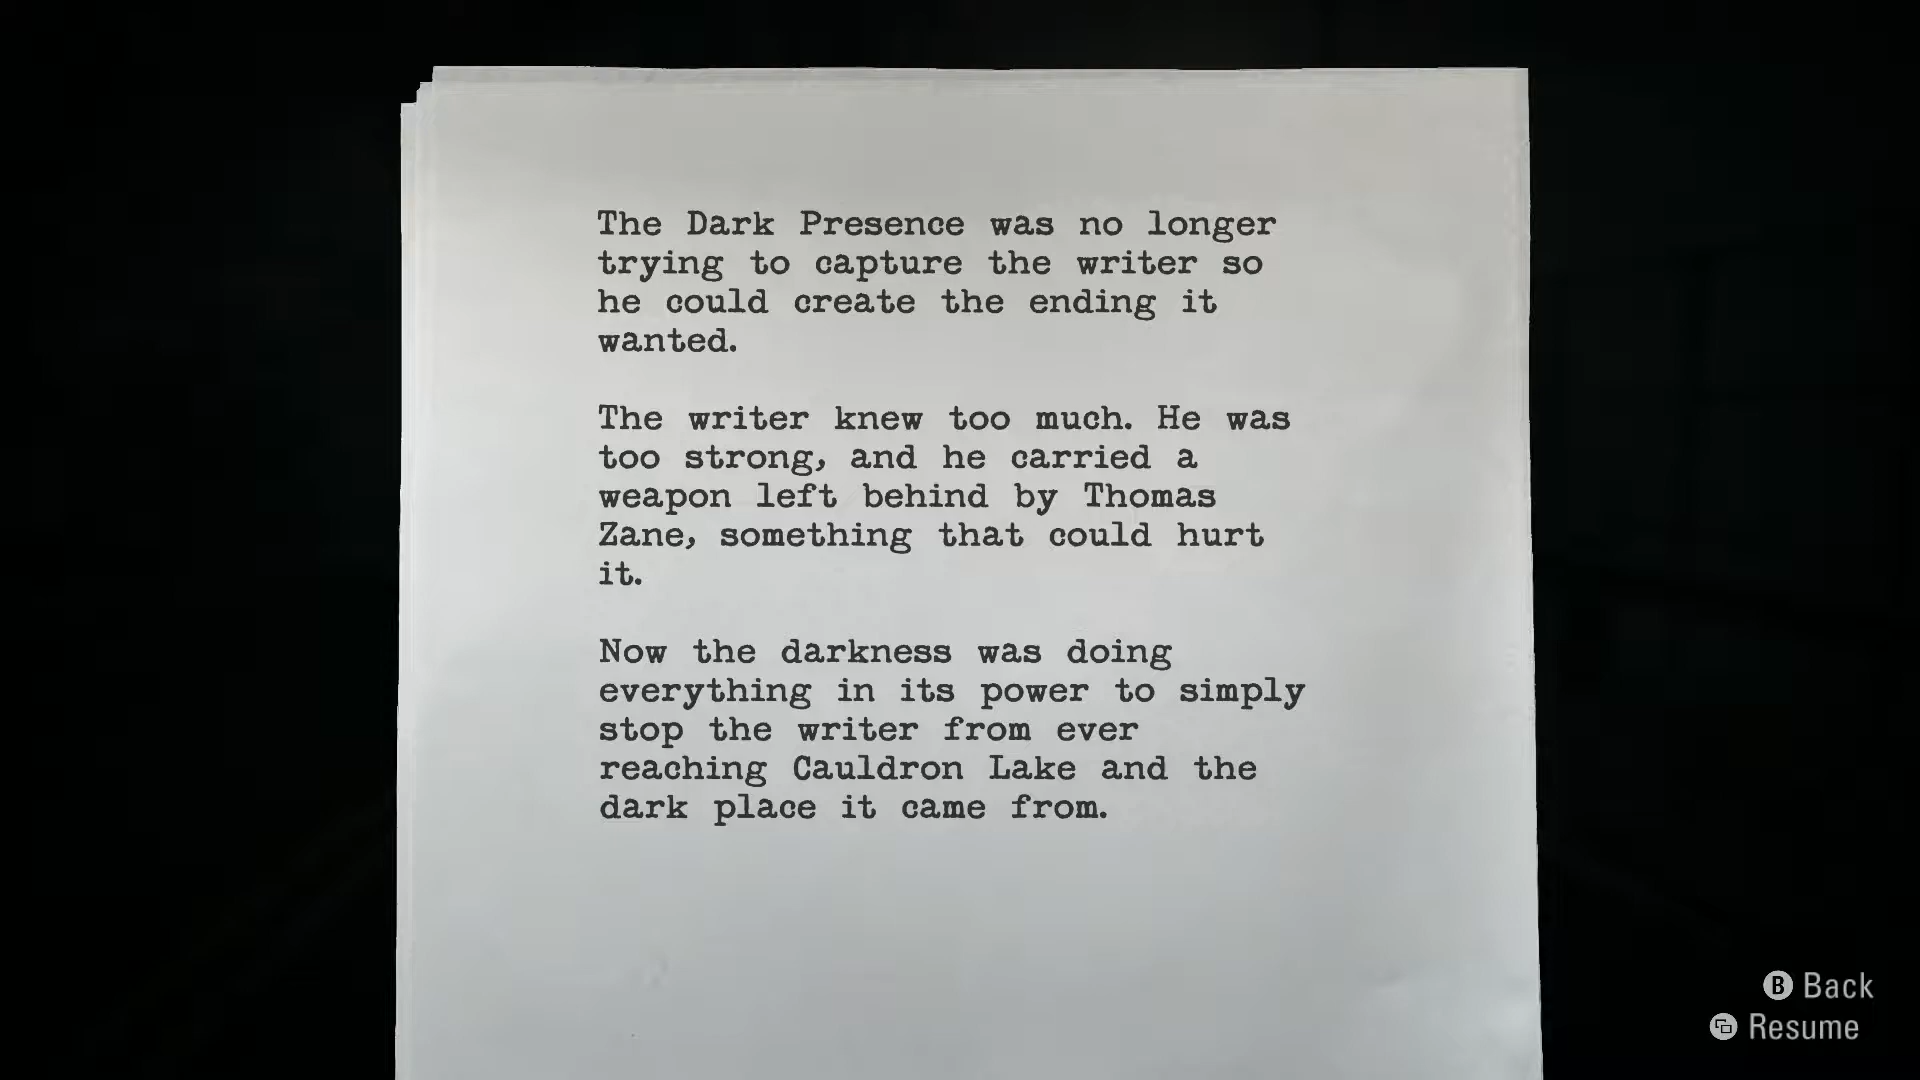 The Dark Presence was no longer
trying to capture the writer so
he could create the ending it
wanted.
The writer knew too much. He was
too strong, and he carried a
weapon left behind by Thomas
Zane, something that could hurt
it.
Now the darkness was doing
everything in its power to simply
stop the writer from ever
reaching Cauldron Lake and the
dark place it came from.
B Back
Resume